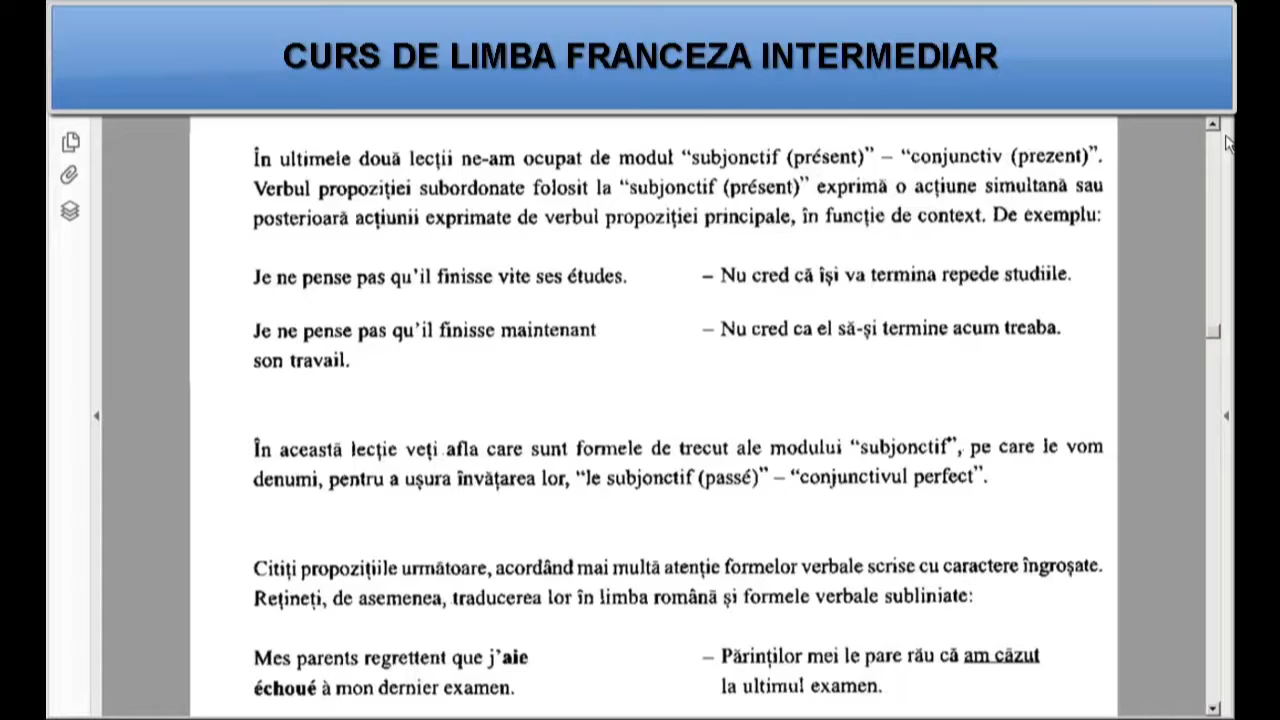 CURS DE LIMBA FRANCEZA INTERMEDIAR
În ultimele două lecții ne-am ocupat de modul “subjonctif (présent)” – “conjunctiv (prezent)”.
Verbul propoziției subordonate folosit la “subjonctif (présent)” exprimă o acțiune simultană sau
posterioară acțiunii exprimate de verbul propoziției principale, în funcție de context. De exemplu:
Je ne pense pas qu’il finisse vite ses études. – Nu cred că își va termina repede studiile.
Je ne pense pas qu’il finisse maintenant – Nu cred ca el să-și termine acum treaba.
son travail.
În această lecție veți afla care sunt formele de trecut ale modului “subjonctif”, pe care le vom
denumi, pentru a ușura învățarea lor, “le subjonctif (passé)” – “conjunctivul perfect”.
Citiți propozițiile următoare, acordând mai multă atenție formelor verbale scrise cu caractere îngroșate.
Rețineți, de asemenea, traducerea lor în limba română și formele verbale subliniate:
Mes parents regrettent que j’aie – Părinților mei le pare rău că am căzut
échoué à mon dernier examen. la ultimul examen.